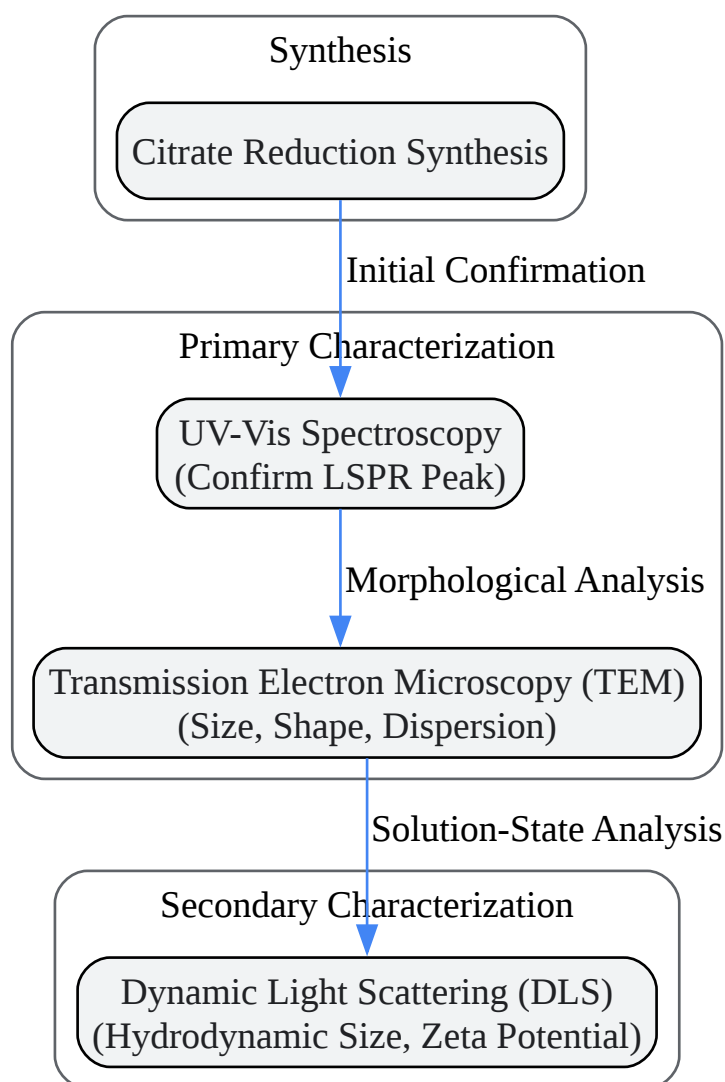 Synthesis
Citrate Reduction Synthesis
Initial Confirmation
Primary Characterization
UV-Vis Spectroscopy
(Confirm LSPR Peak)
Morphological Analysis
Transmission Electron Microscopy (TEM)
(Size, Shape, Dispersion)
Solution-State Analysis
Secondary Characterization
Dynamic Light Scattering (DLS)
(Hydrodynamic Size, Zeta Potential)